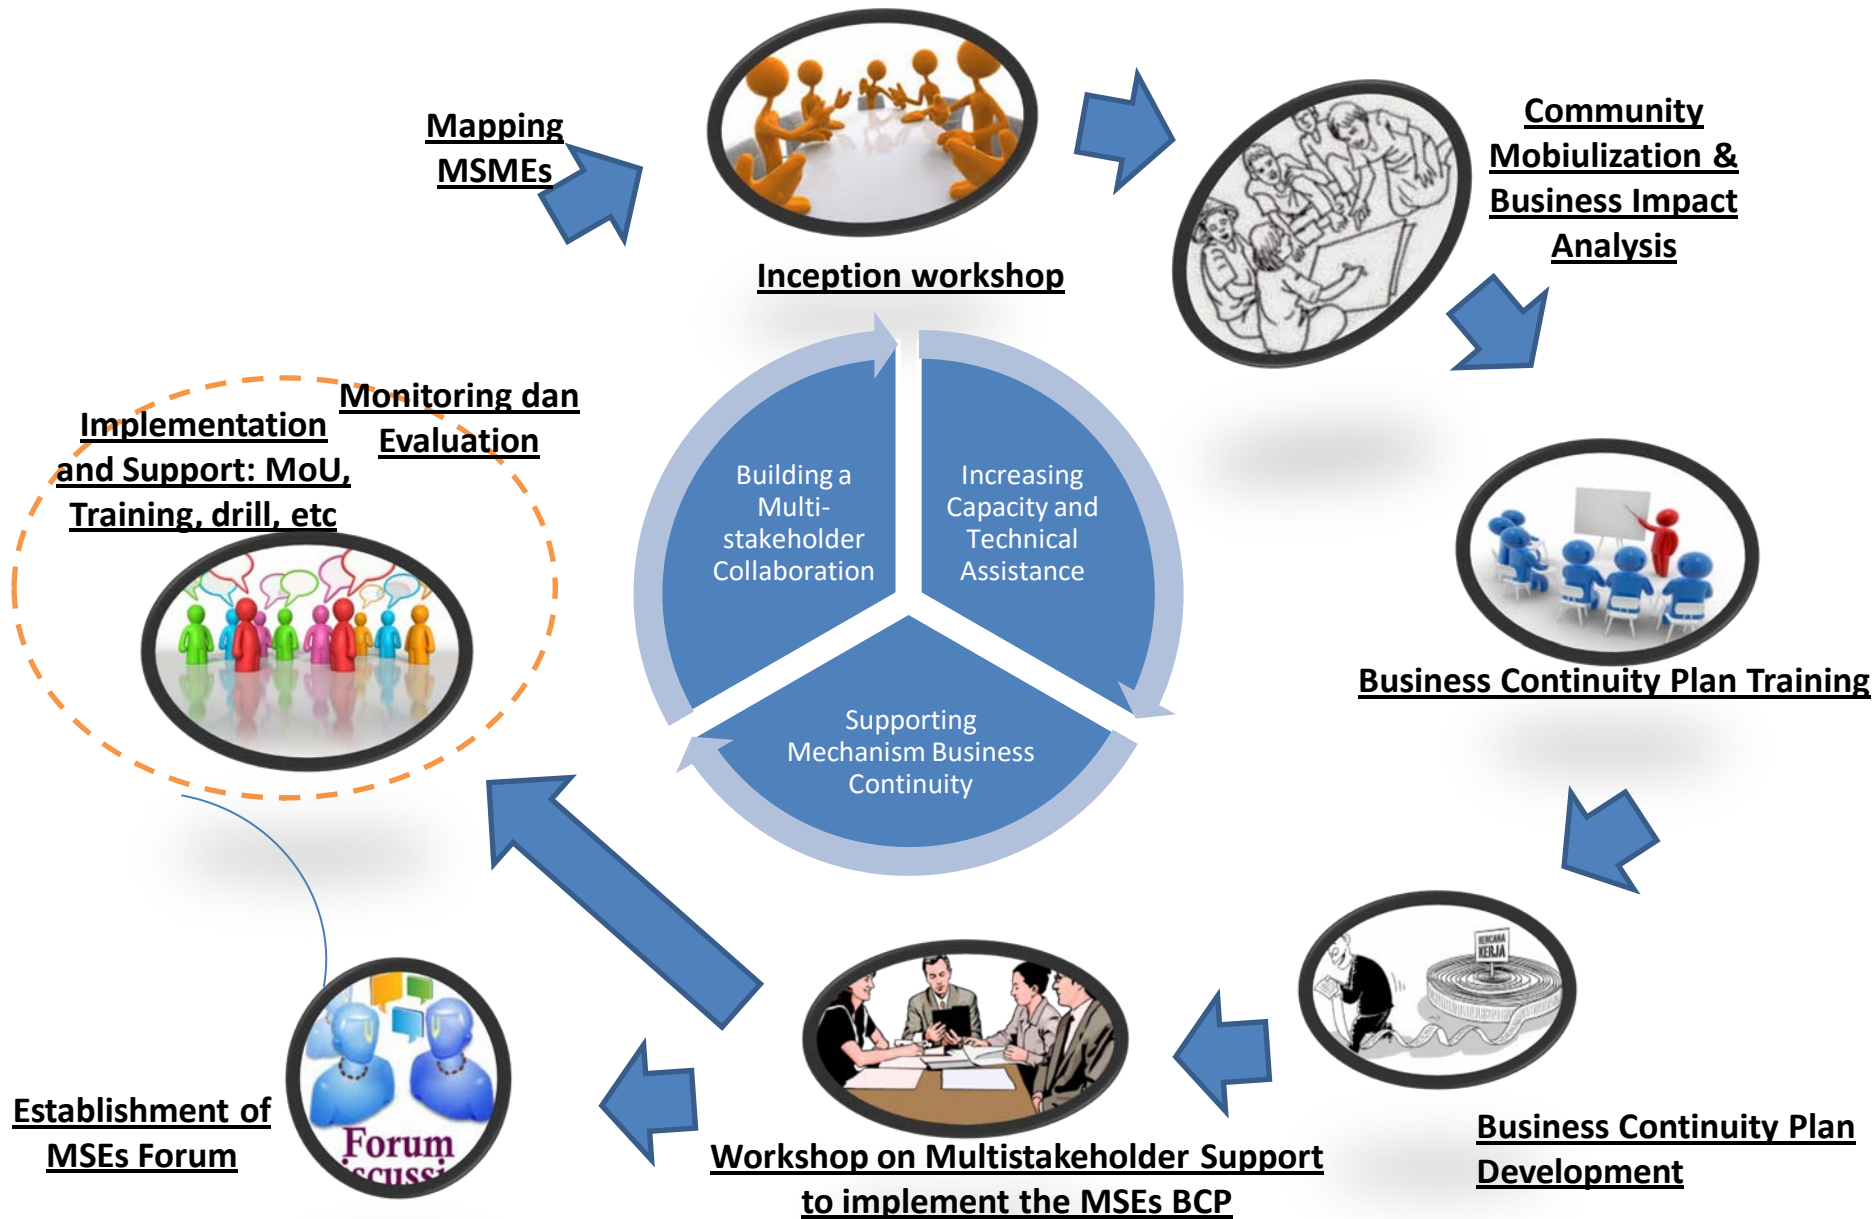 Mapping
MSMEs
Inception workshop
Community
Mobiulization &
Business Impact
Analysis
Monitoring dan
Evaluation
Implementation
and Support: MoU,
Training, drill, etc
Building a
Multi-
stakeholder
Collaboration
Increasing
Capacity and
Technical
Assistance
Supporting
Mechanism Business
Continuity
Business Continuity Plan Training
RENCANA
KERJA
Business Continuity Plan
Development
Workshop on Multistakeholder Support
to implement the MSEs BCP
Forum
iscussi
Establishment of
MSEs Forum